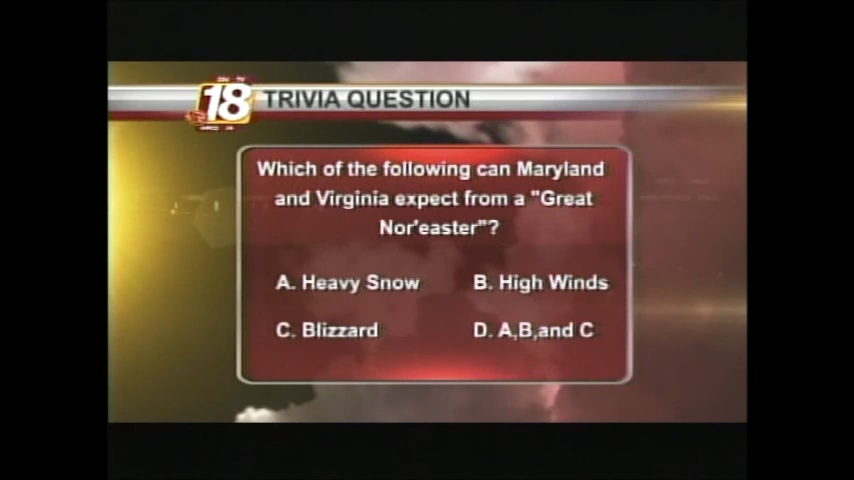 18
TRIVIA QUESTION
Which of the following can Maryland
and Virginia expect from a "Great
Nor'easter"?
A. Heavy Snow
B. High Winds
C. Blizzard
D. A,B,and C